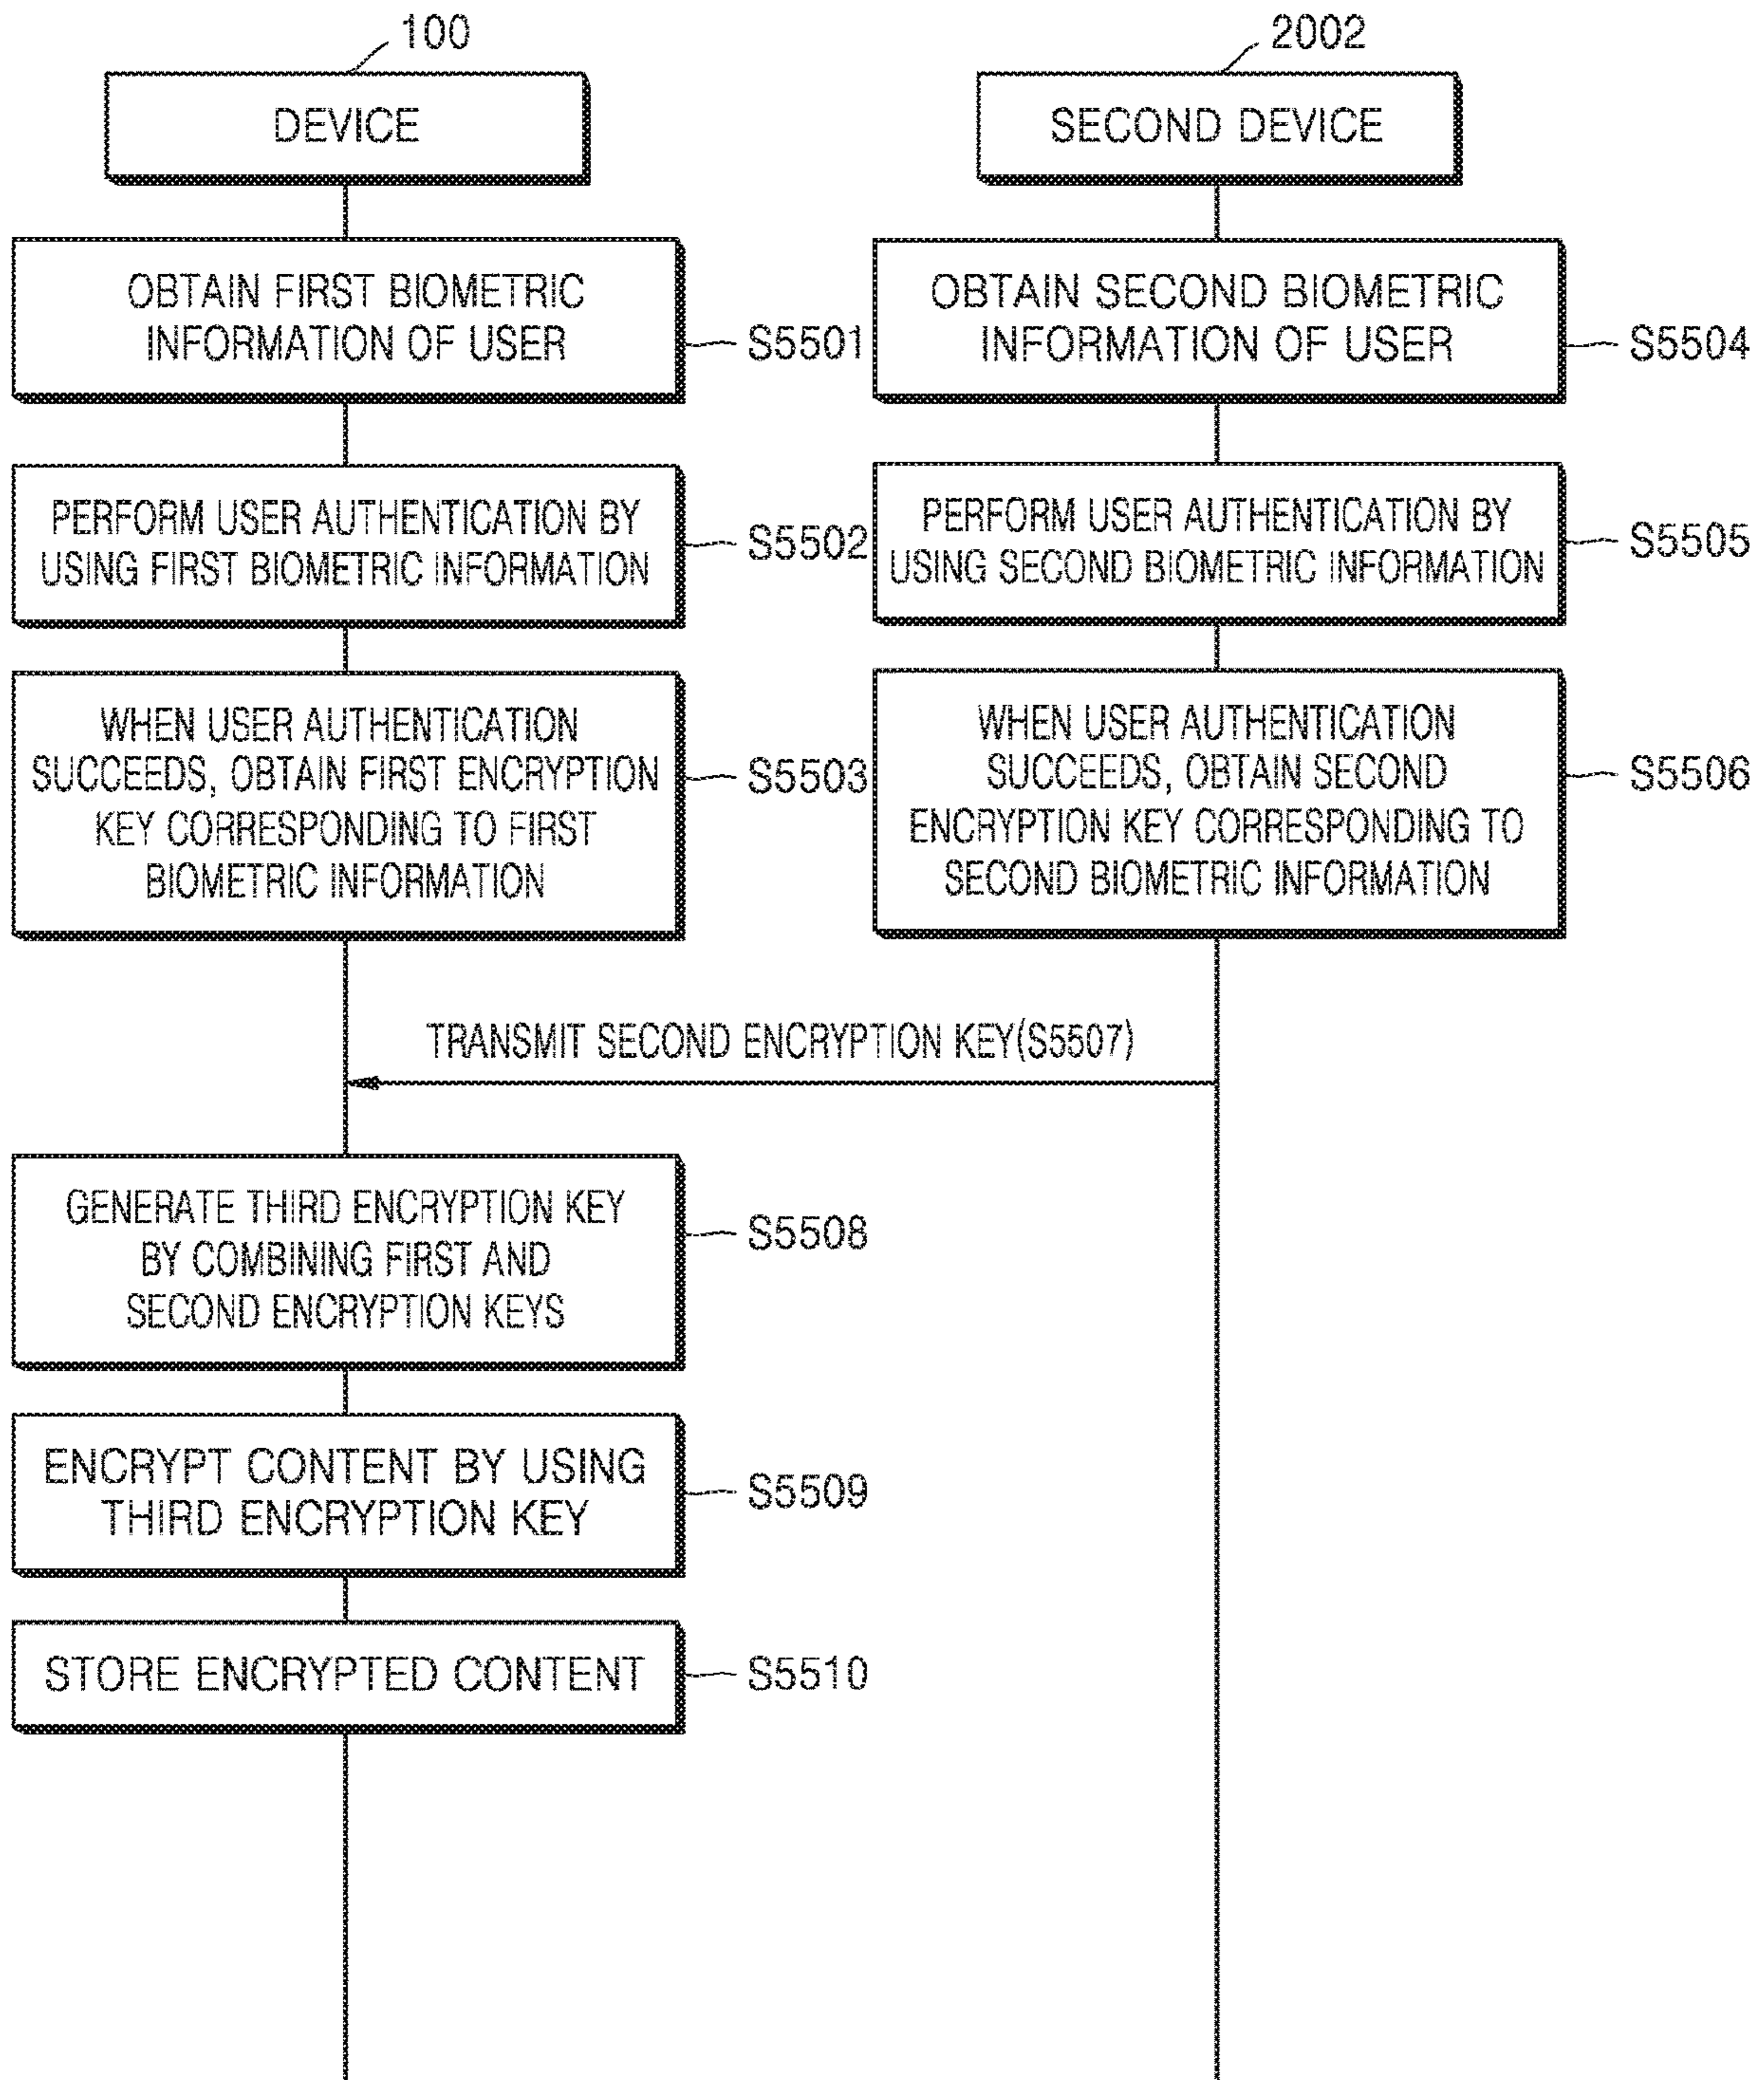 100
DEVICE
OBTAIN FIRST BIOMETRIC
INFORMATION OF USER
S5501
PERFORM USER AUTHENTICATION BY
USING FIRST BIOMETRIC INFORMATION
S5502
WHEN USER AUTHENTICATION
SUCCEEDS, OBTAIN FIRST ENCRYPTION
KEY CORRESPONDING TO FIRST
BIOMETRIC INFORMATION
S5503
2002
SECOND DEVICE
OBTAIN SECOND BIOMETRIC
INFORMATION OF USER
S5504
PERFORM USER AUTHENTICATION BY
USING SECOND BIOMETRIC INFORMATION
S5505
WHEN USER AUTHENTICATION
SUCCEEDS, OBTAIN SECOND
ENCRYPTION KEY CORRESPONDING TO
SECOND BIOMETRIC INFORMATION
S5506
TRANSMIT SECOND ENCRYPTION KEY(S5507)
GENERATE THIRD ENCRYPTION KEY
BY COMBINING FIRST AND
SECOND ENCRYPTION KEYS
S5508
ENCRYPT CONTENT BY USING
THIRD ENCRYPTION KEY
S5509
STORE ENCRYPTED CONTENT
S5510